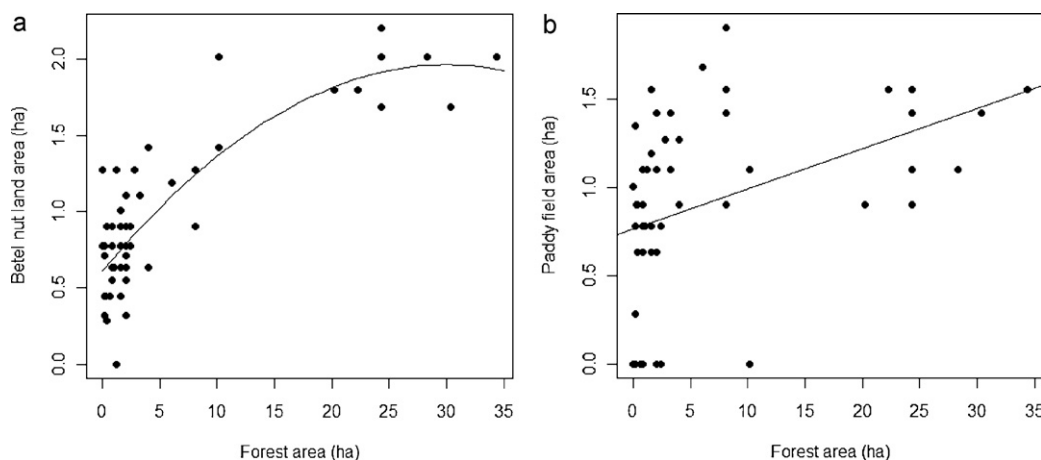 a
Betel nut land area (ha)
2.0
1.5
1.0
0.5
0.0
0 5 10 15 20 25 30 35
Forest area (ha)
b
Paddy field area (ha)
1.5
1.0
0.5
0.0
0 5 10 15 20 25 30 35
Forest area (ha)